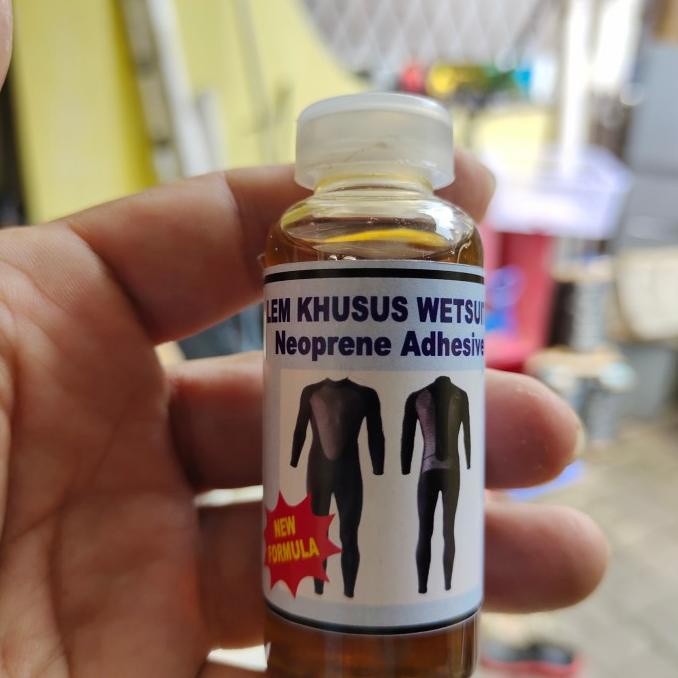 LEM KHUSUS WETSUIT
Neoprene Adhesive
NEW
FORMULA